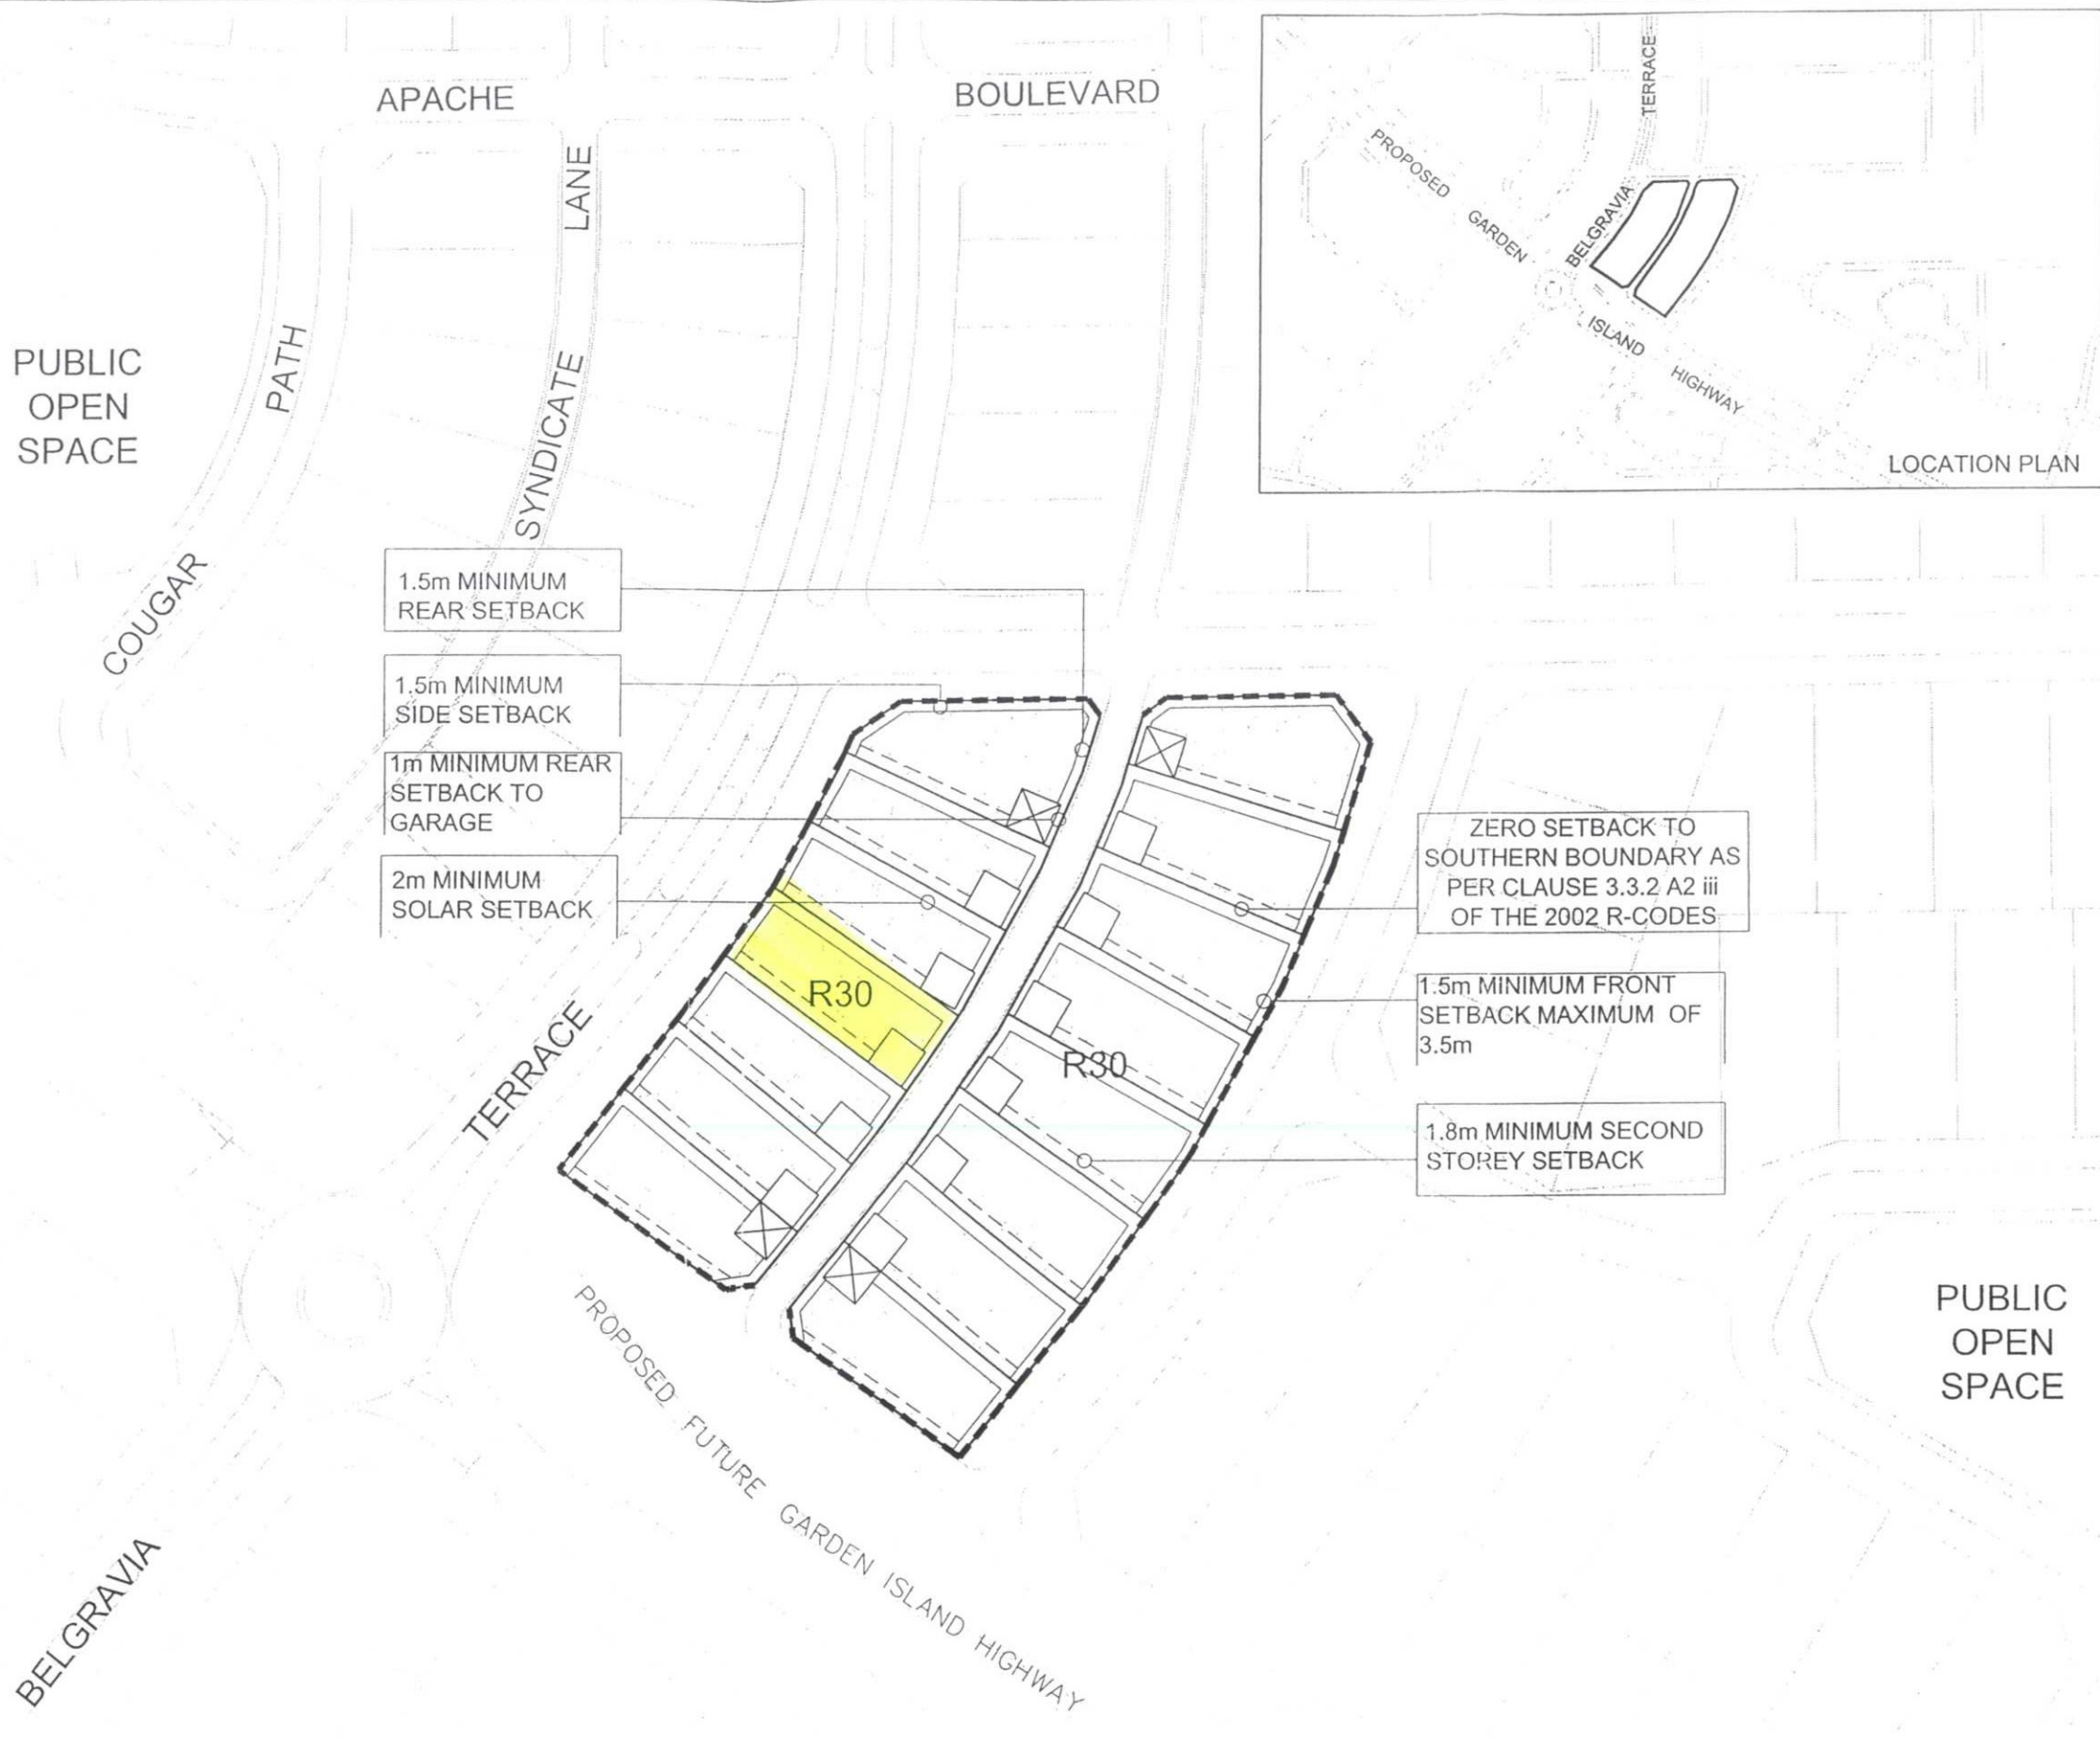 APACHE
BOULEVARD
LANE
PATH
SYNDICATE
COUGAR
PUBLIC
OPEN
SPACE
TERRACE
PROPOSED GARDEN
BELGRAVIA
ISLAND HIGHWAY
LOCATION PLAN
1.5m MINIMUM
REAR SETBACK
1.5m MINIMUM
SIDE SETBACK
1m MINIMUM REAR
SETBACK TO
GARAGE
2m MINIMUM
SOLAR SETBACK
ZERO SETBACK TO
SOUTHERN BOUNDARY AS
PER CLAUSE 3.3.2 A2 iii
OF THE 2002 R-CODES
1.5m MINIMUM FRONT
SETBACK MAXIMUM OF
3.5m
1.8m MINIMUM SECOND
STOREY SETBACK
R30
R30
TERRACE
BELGRAVIA
PROPOSED FUTURE GARDEN ISLAND HIGHWAY
PUBLIC
OPEN
SPACE